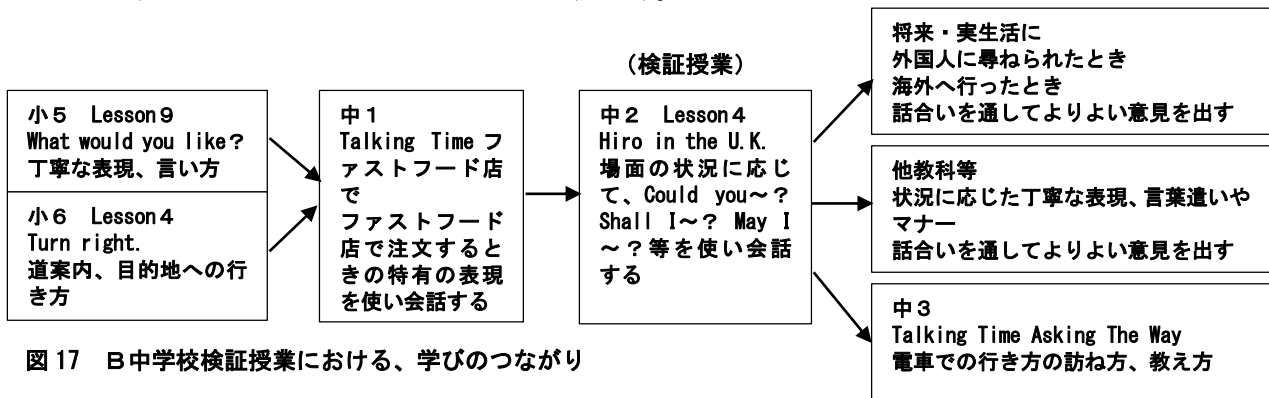 小５　Lesson９
What would you like？
丁寧な表現、言い方
小６　Lesson４
Turn right.
道案内、目的地への行
き方
中１
Talking Time フ
ァストフード店
で
ファストフード
店で注文すると
きの特有の表現
を使い会話する
（検証授業）
中２　Lesson４
Hiro in the U.K.
場面の状況に応じ
て、Could you～？
Shall I～？ May I
～？等を使い会話
する
将来・実生活に
外国人に尋ねられたとき
海外へ行ったとき
話合いを通してよりよい意見を出す
他教科等
状況に応じた丁寧な表現、言葉遣いや
マナー
話合いを通してよりよい意見を出す
中３
Talking Time Asking The Way
電車での行き方の訪ね方、教え方
図 17　Ｂ中学校検証授業における、学びのつながり